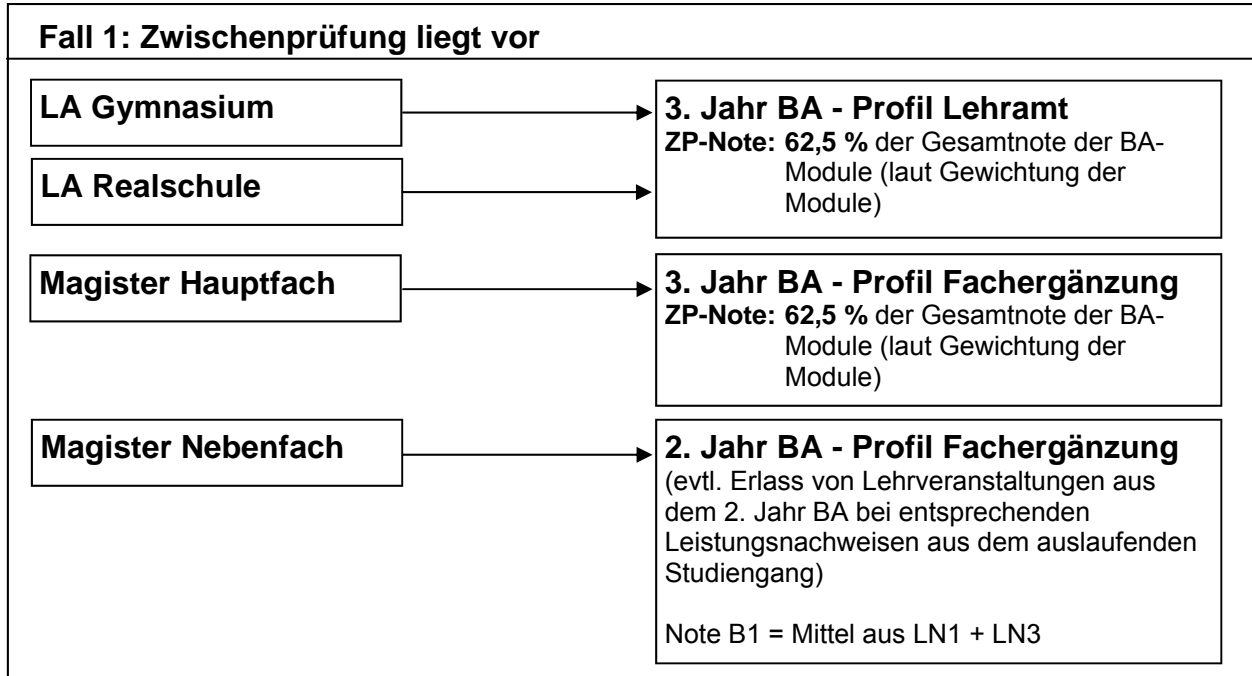 Fall 1: Zwischenprüfung liegt vor
LA Gymnasium
3. Jahr BA - Profil Lehramt
ZP-Note: 62,5 % der Gesamtnote der BA-
Module (laut Gewichtung der
Module)
LA Realschule
Magister Hauptfach
3. Jahr BA - Profil Fachergänzung
ZP-Note: 62,5 % der Gesamtnote der BA-
Module (laut Gewichtung der
Module)
Magister Nebenfach
2. Jahr BA - Profil Fachergänzung
(evtl. Erlass von Lehrveranstaltungen aus
dem 2. Jahr BA bei entsprechenden
Leistungsnachweisen aus dem auslaufenden
Studiengang)
Note B1 = Mittel aus LN1 + LN3